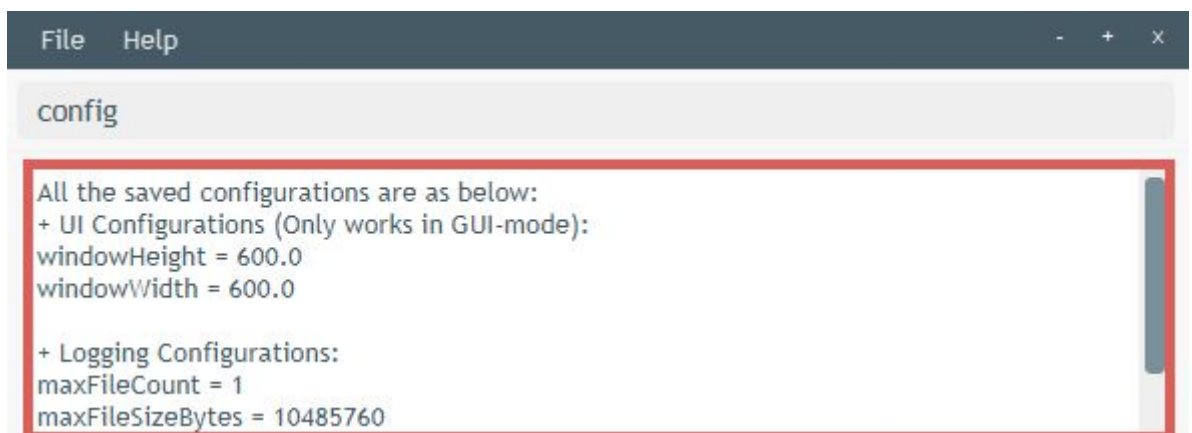 File Help - + x
config
All the saved configurations are as below:
+ UI Configurations (Only works in GUI-mode):
windowHeight = 600.0
windowWidth = 600.0
+ Logging Configurations:
maxFileCount = 1
maxFileSizeBytes = 10485760